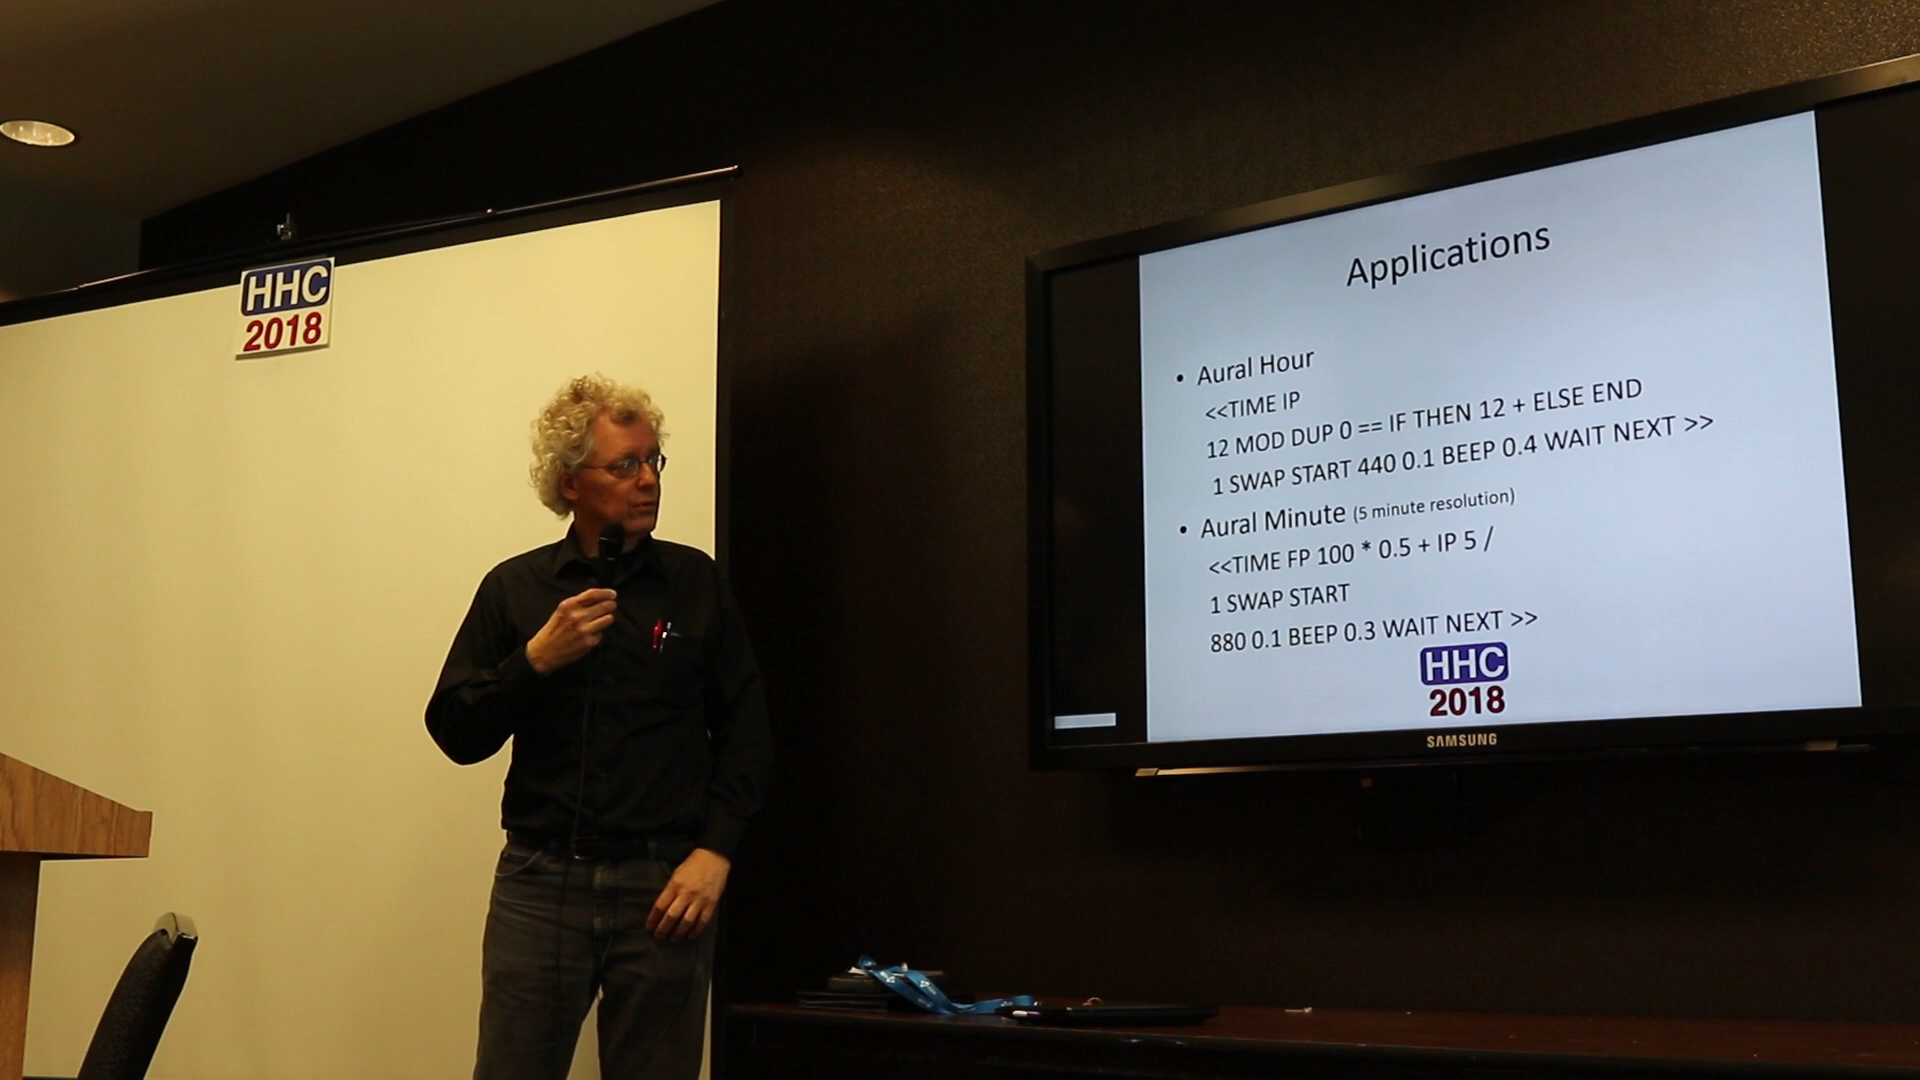 HHC
2018
Applications
• Aural Hour
<<TIME IP
12 MOD DUP 0 == IF THEN 12 + ELSE END
1 SWAP START 440 0.1 BEEP 0.4 WAIT NEXT >>
• Aural Minute (5 minute resolution)
<<TIME FP 100 * 0.5 + IP 5 /
1 SWAP START
880 0.1 BEEP 0.3 WAIT NEXT >>
HHC
2018
SAMSUNG